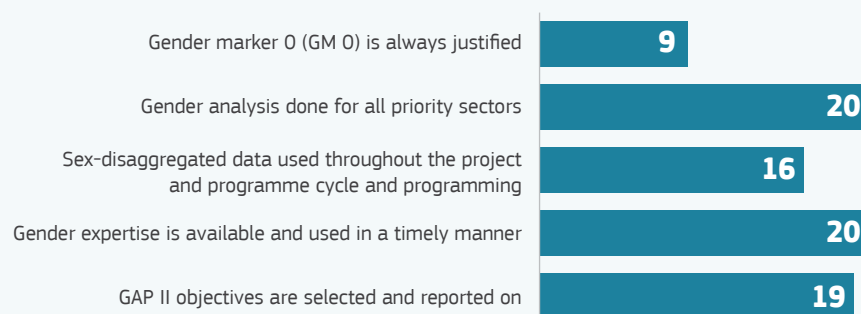 Gender marker 0 (GM 0) is always justified
9
Gender analysis done for all priority sectors
20
Sex-disaggregated data used throughout the project
and programme cycle and programming
16
Gender expertise is available and used in a timely manner
20
GAP II objectives are selected and reported on
19